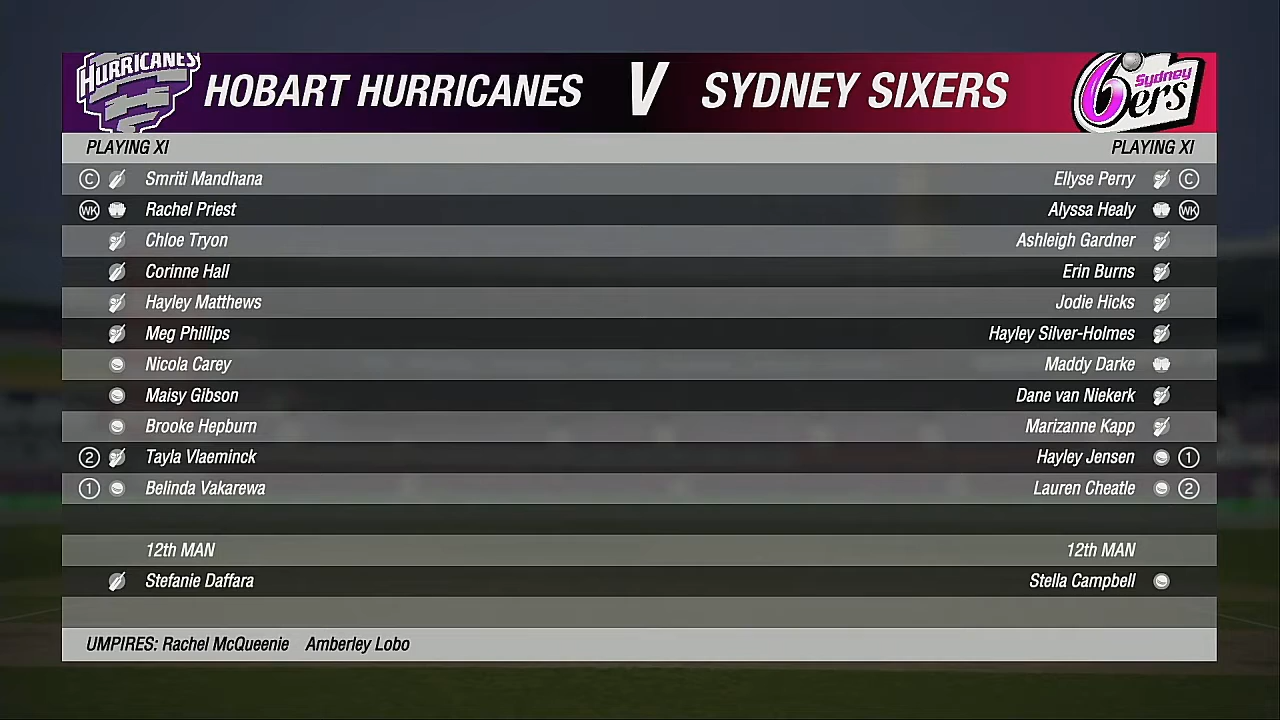 HURRICANES HOBART HURRICANES V SYDNEY SIXERS Sydney 6ers
PLAYING XI PLAYING XI
C Smriti Mandhana Ellyse Perry C
WK Rachel Priest Alyssa Healy WK
Chloe Tryon Ashleigh Gardner
Corinne Hall Erin Burns
Hayley Matthews Jodie Hicks
Meg Phillips Hayley Silver-Holmes
Nicola Carey Maddy Darke
Maisy Gibson Dane van Niekerk
Brooke Hepburn Marizanne Kapp
2 Tayla Vlaeminck Hayley Jensen 1
1 Belinda Vakarewa Lauren Cheatle 2
12th MAN 12th MAN
Stefanie Daffara Stella Campbell
UMPIRES: Rachel McQueenie Amberley Lobo